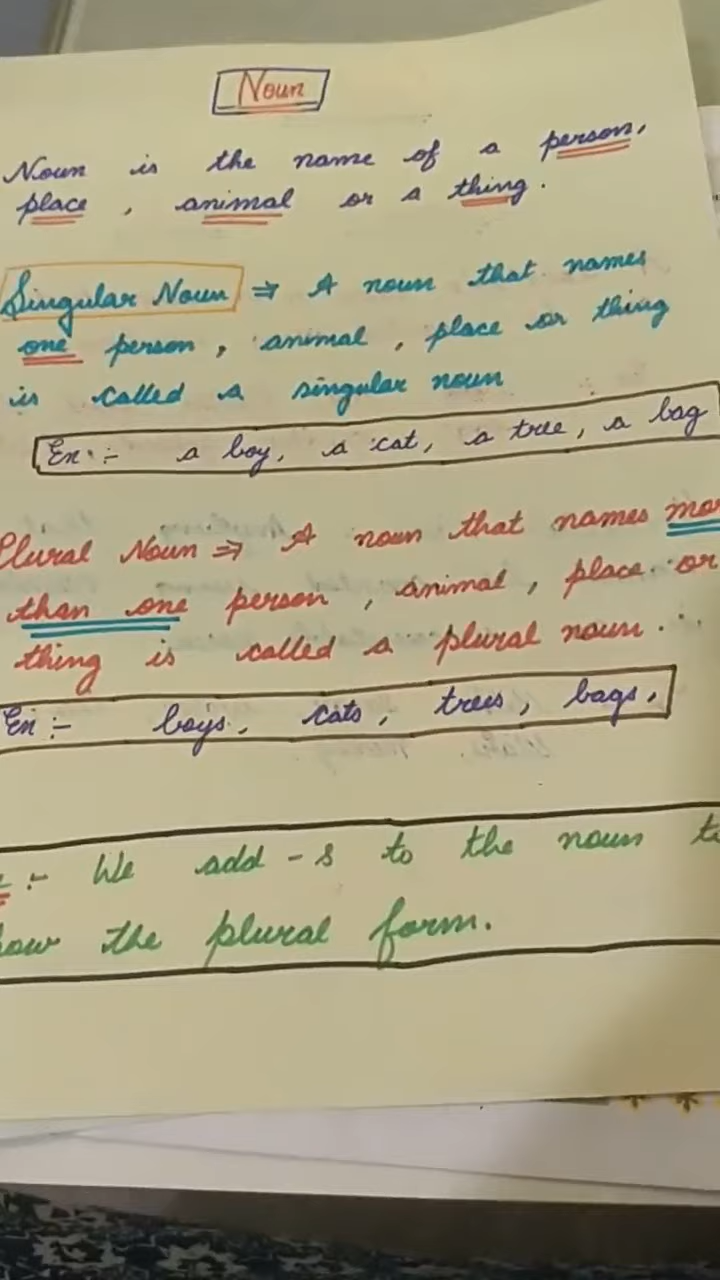 Noun
Noun is the name of a person,
place, animal or a thing.
Singular Noun ⇒ A noun that names
one person, animal, place or thing
is called a singular noun
Ex:- a boy, a cat, a tree, a bag
Plural Noun ⇒ A noun that names
than one person, animal, place or
thing is called a plural noun.
Ex:- boys, cats, trees, bags,
:- We add -s to the noun
the plural form.